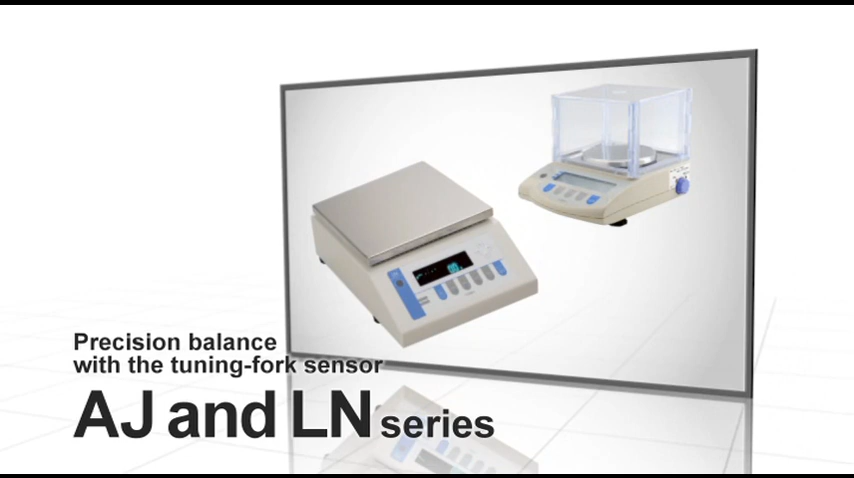 Precision balance
with the tuning-fork sensor
AJ and LN series